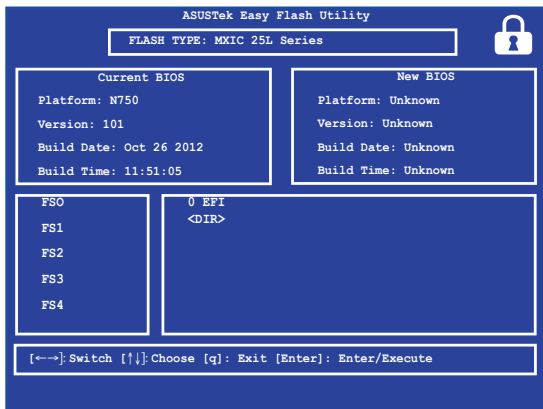 ASUSTek Easy Flash Utility
FLASH TYPE: MXIC 25L Series
Current BIOS
Platform: N750
Version: 101
Build Date: Oct 26 2012
Build Time: 11:51:05
New BIOS
Platform: Unknown
Version: Unknown
Build Date: Unknown
Build Time: Unknown
FSO
FS1
FS2
FS3
FS4
0 EFI
<DIR>
[←→]: Switch [↑↓]: Choose [q]: Exit [Enter]: Enter/Execute